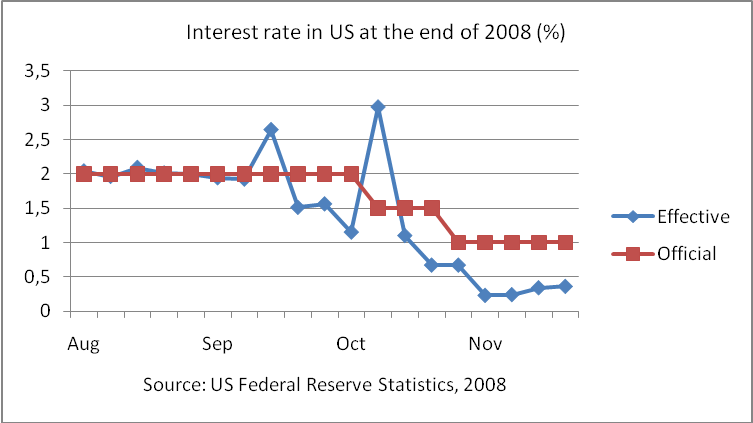 Interest rate in US at the end of 2008 (%)
3,5
3
2,5
2
1,5
1
0,5
0
Aug Sep Oct Nov
Effective
Official
Source: US Federal Reserve Statistics, 2008